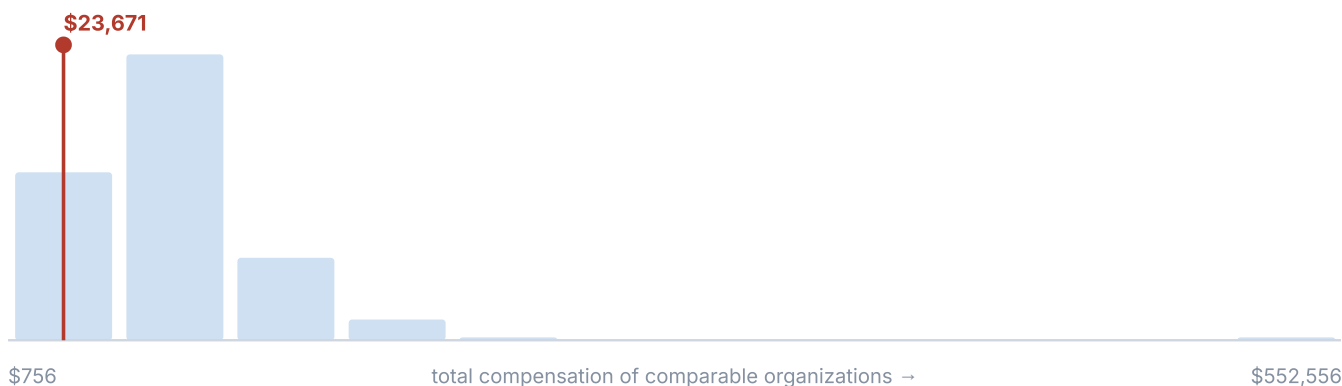 $23,671
$756
total compensation of comparable organizations →
$552,556